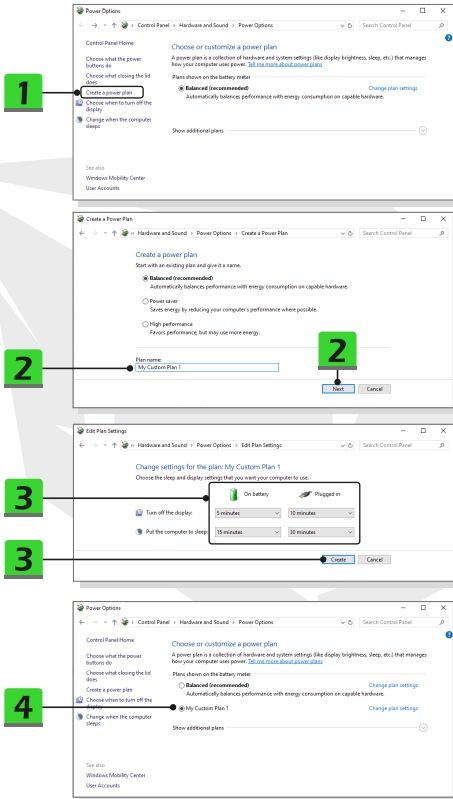 Power Options
Control Panel › Hardware and Sound › Power Options
Search Control Panel
Control Panel Home
Choose what the power
buttons do
Choose what closing the lid
does
1
Create a power plan
Choose when to turn off the
display
Change when the computer
sleeps
See also
Windows Mobility Center
User Accounts
Choose or customize a power plan
A power plan is a collection of hardware and system settings (like display brightness, sleep, etc.) that manages
how your computer uses power. Tell me more about power plans
Plans shown on the battery meter
Balanced (recommended) Change plan settings
Automatically balances performance with energy consumption on capable hardware.
Show additional plans
Create a Power Plan
« Hardware and Sound › Power Options › Create a Power Plan
Search Control Panel
Create a power plan
Start with an existing plan and give it a name.
Balanced (recommended)
Automatically balances performance with energy consumption on capable hardware.
Power saver
Saves energy by reducing your computer's performance where possible.
High performance
Favors performance, but may use more energy.
Plan name:
2 My Custom Plan 1
2
Next Cancel
Edit Plan Settings
« Hardware and Sound › Power Options › Edit Plan Settings
Search Control Panel
Change settings for the plan: My Custom Plan 1
Choose the sleep and display settings that you want your computer to use.
3
On battery Plugged in
Turn off the display: 5 minutes 10 minutes
Put the computer to sleep: 15 minutes 30 minutes
3 Create Cancel
Power Options
Control Panel › Hardware and Sound › Power Options
Search Control Panel
Control Panel Home
Choose what the power
buttons do
Choose what closing the lid
does
Create a power plan
Choose when to turn off the
display
Change when the computer
sleeps
See also
Windows Mobility Center
User Accounts
Choose or customize a power plan
A power plan is a collection of hardware and system settings (like display brightness, sleep, etc.) that manages
how your computer uses power. Tell me more about power plans
Plans shown on the battery meter
Balanced (recommended) Change plan settings
Automatically balances performance with energy consumption on capable hardware.
4 My Custom Plan 1 Change plan settings
Show additional plans